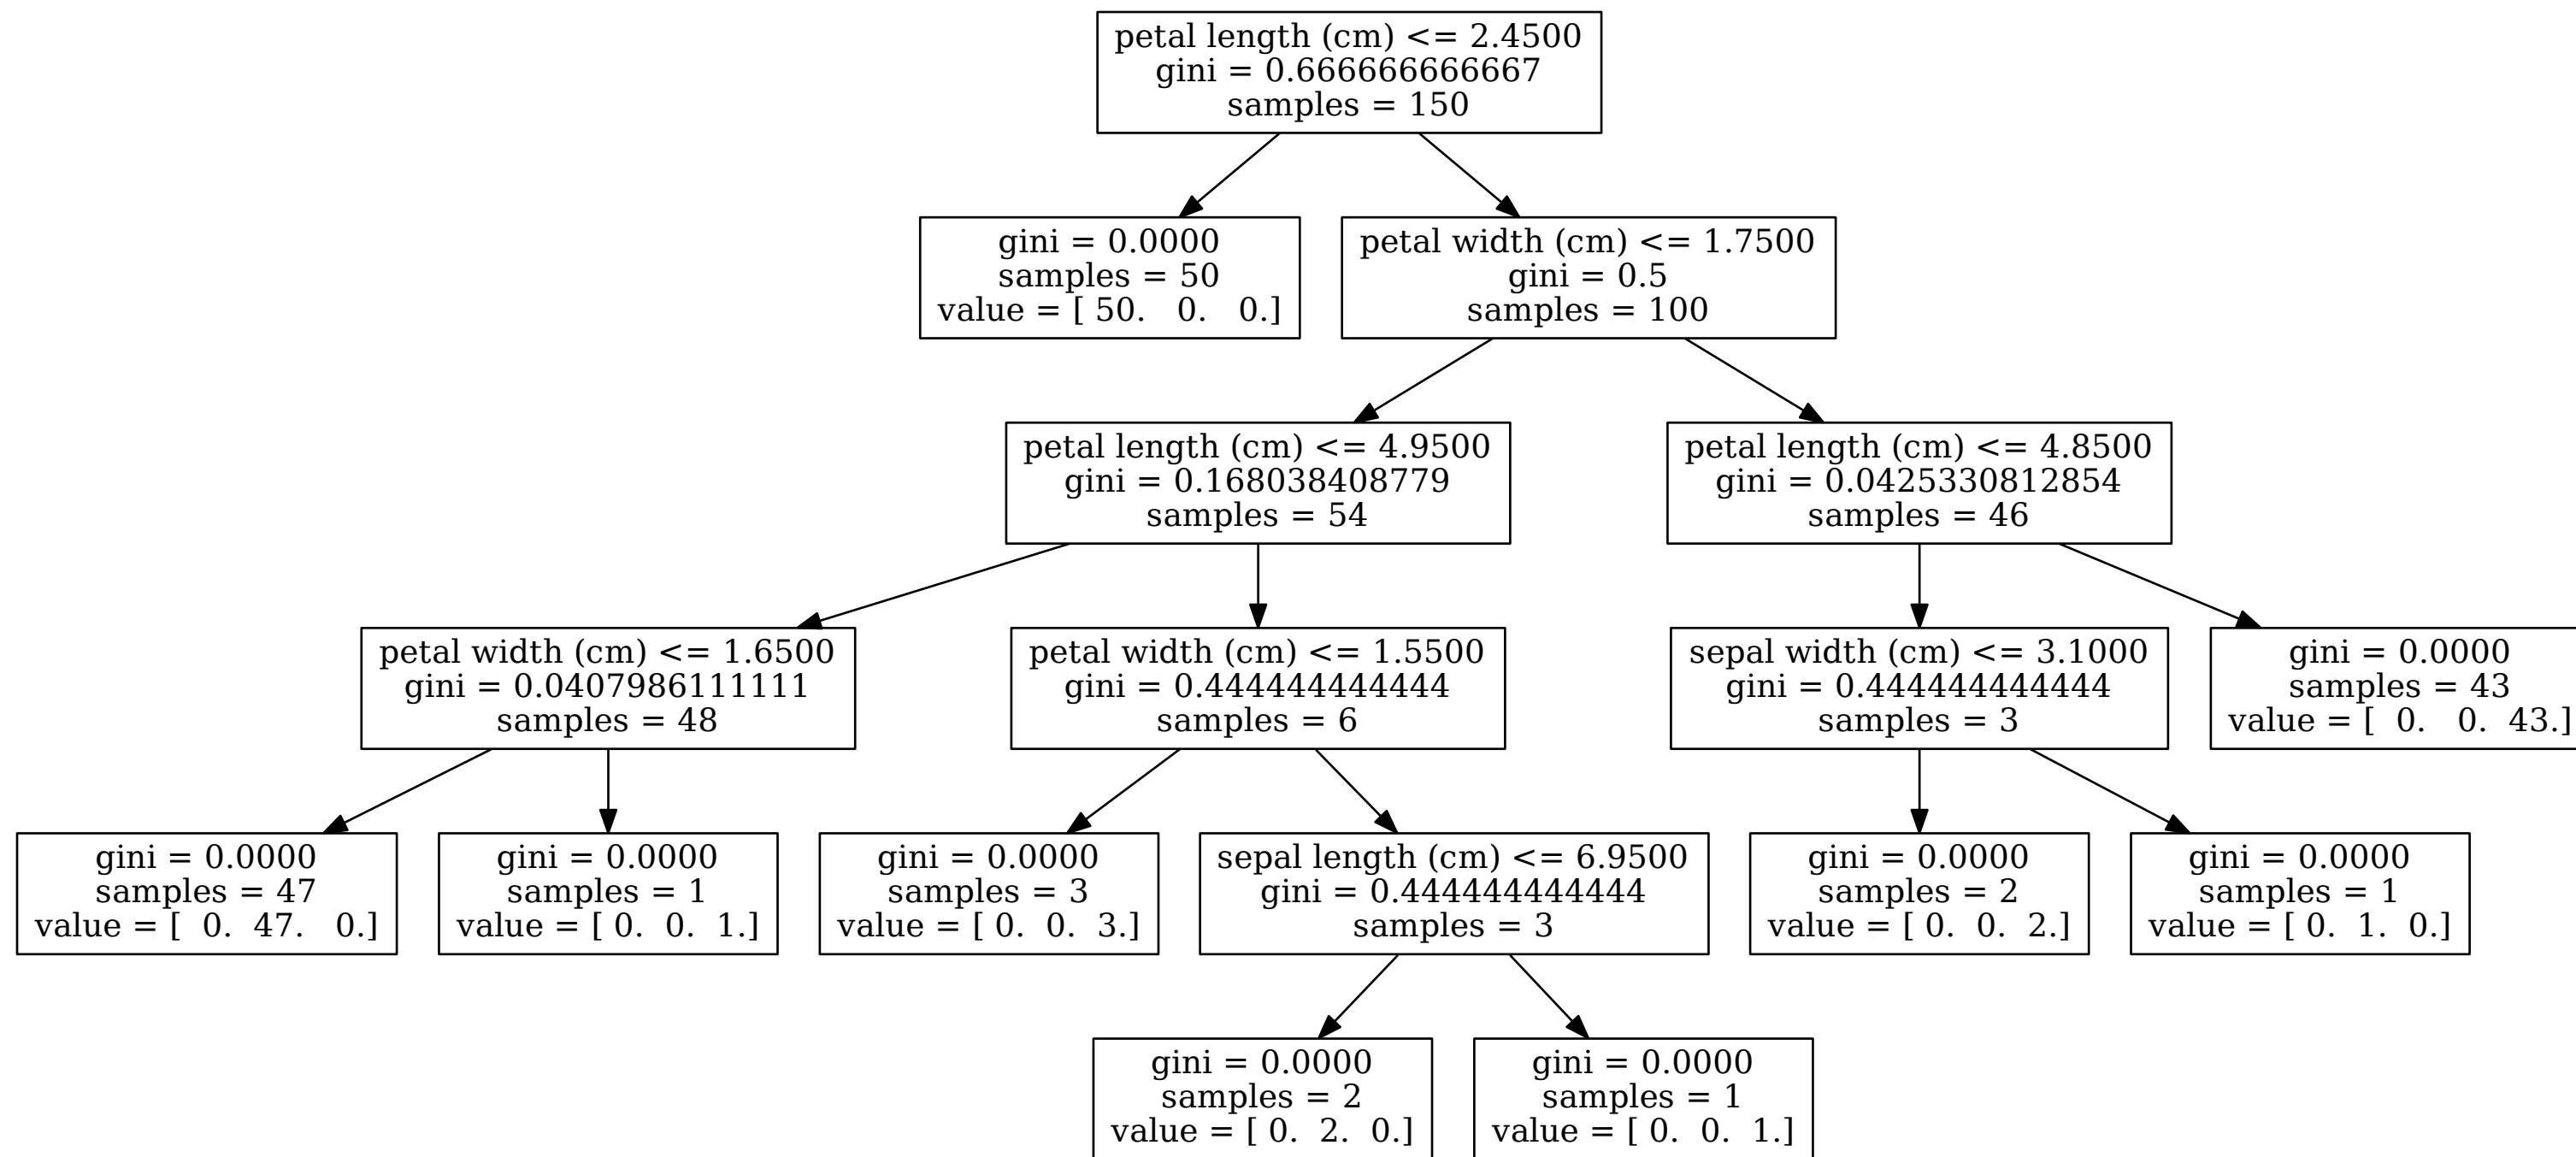 petal length (cm) <= 2.4500
gini = 0.666666666667
samples = 150
gini = 0.0000
samples = 50
value = [ 50.   0.   0.]
petal width (cm) <= 1.7500
gini = 0.5
samples = 100
petal length (cm) <= 4.9500
gini = 0.168038408779
samples = 54
petal length (cm) <= 4.8500
gini = 0.0425330812854
samples = 46
petal width (cm) <= 1.6500
gini = 0.0407986111111
samples = 48
petal width (cm) <= 1.5500
gini = 0.444444444444
samples = 6
sepal width (cm) <= 3.1000
gini = 0.444444444444
samples = 3
gini = 0.0000
samples = 43
value = [  0.   0.  43.]
gini = 0.0000
samples = 47
value = [  0.  47.   0.]
gini = 0.0000
samples = 1
value = [ 0.  0.  1.]
gini = 0.0000
samples = 3
value = [ 0.  0.  3.]
sepal length (cm) <= 6.9500
gini = 0.444444444444
samples = 3
gini = 0.0000
samples = 2
value = [ 0.  0.  2.]
gini = 0.0000
samples = 1
value = [ 0.  1.  0.]
gini = 0.0000
samples = 2
value = [ 0.  2.  0.]
gini = 0.0000
samples = 1
value = [ 0.  0.  1.]